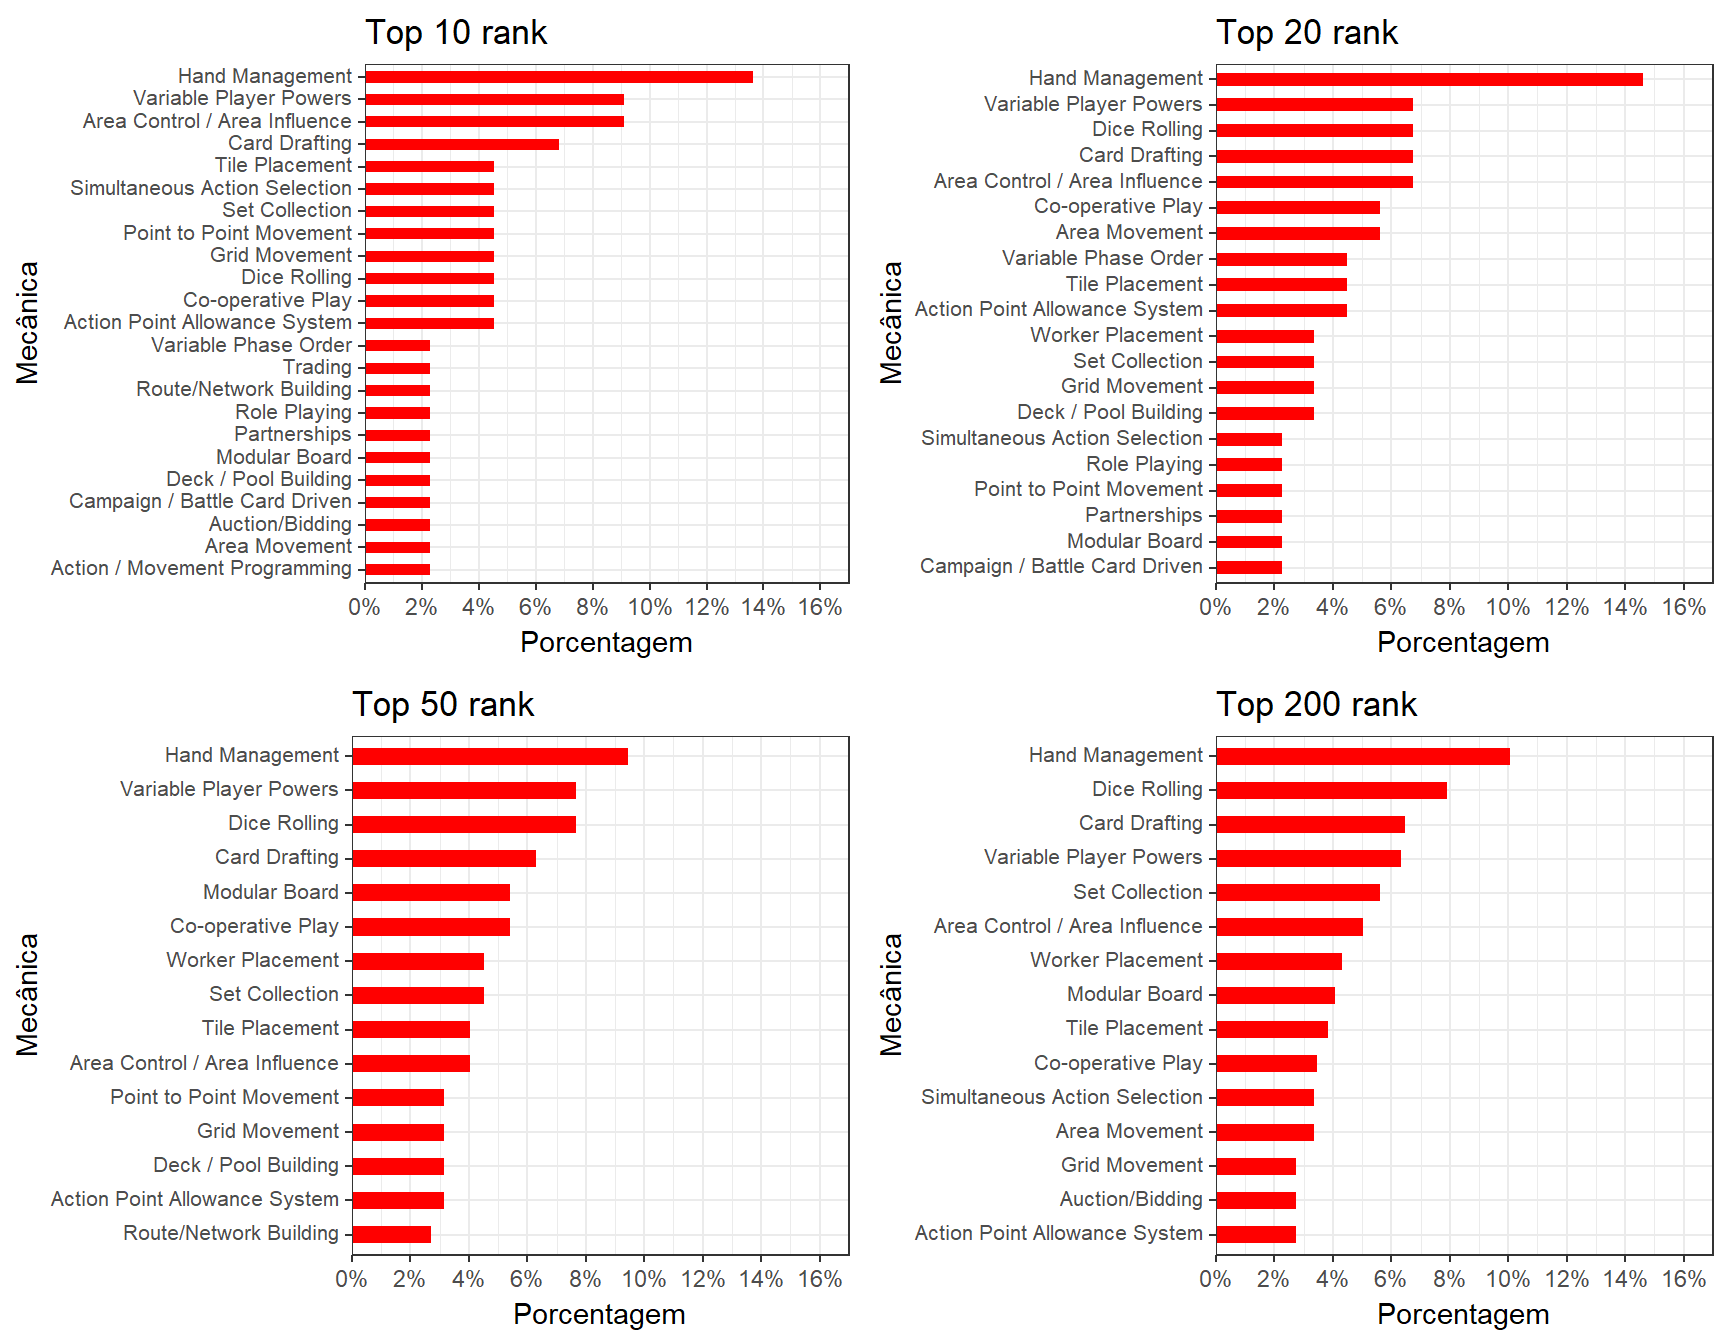 Top 10 rank
Hand Management
Variable Player Powers
Area Control / Area Influence
Card Drafting
Tile Placement
Simultaneous Action Selection
Set Collection
Point to Point Movement
Grid Movement
Dice Rolling
Co-operative Play
Action Point Allowance System
Variable Phase Order
Trading
Route/Network Building
Role Playing
Partnerships
Modular Board
Deck / Pool Building
Campaign / Battle Card Driven
Auction/Bidding
Area Movement
Action / Movement Programming
Mecânica
0% 2% 4% 6% 8% 10% 12% 14% 16%
Porcentagem
Top 20 rank
Hand Management
Variable Player Powers
Dice Rolling
Card Drafting
Area Control / Area Influence
Co-operative Play
Area Movement
Variable Phase Order
Tile Placement
Action Point Allowance System
Worker Placement
Set Collection
Grid Movement
Deck / Pool Building
Simultaneous Action Selection
Role Playing
Point to Point Movement
Partnerships
Modular Board
Campaign / Battle Card Driven
Mecânica
0% 2% 4% 6% 8% 10% 12% 14% 16%
Porcentagem
Top 50 rank
Hand Management
Variable Player Powers
Dice Rolling
Card Drafting
Modular Board
Co-operative Play
Worker Placement
Set Collection
Tile Placement
Area Control / Area Influence
Point to Point Movement
Grid Movement
Deck / Pool Building
Action Point Allowance System
Route/Network Building
Mecânica
0% 2% 4% 6% 8% 10% 12% 14% 16%
Porcentagem
Top 200 rank
Hand Management
Dice Rolling
Card Drafting
Variable Player Powers
Set Collection
Area Control / Area Influence
Worker Placement
Modular Board
Tile Placement
Co-operative Play
Simultaneous Action Selection
Area Movement
Grid Movement
Auction/Bidding
Action Point Allowance System
Mecânica
0% 2% 4% 6% 8% 10% 12% 14% 16%
Porcentagem